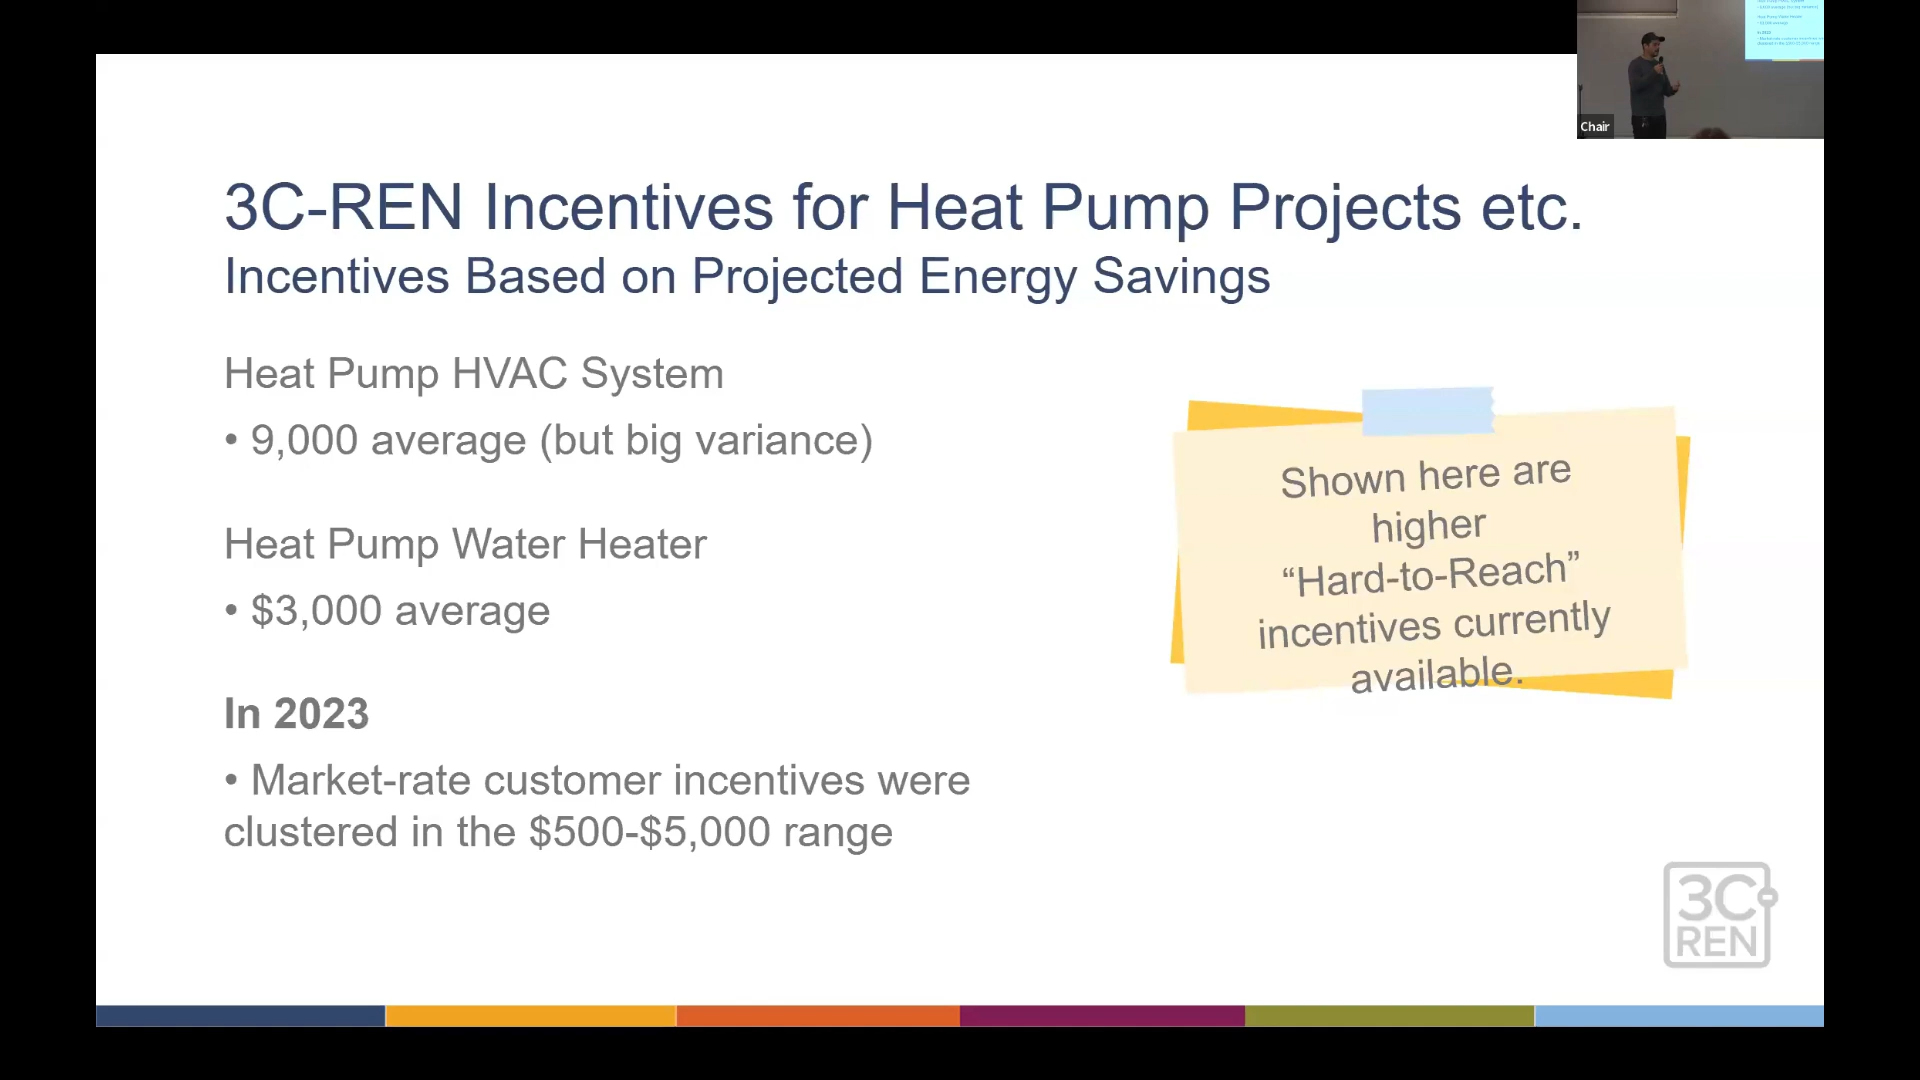 3C-REN Incentives for Heat Pump Projects etc.
Incentives Based on Projected Energy Savings
Heat Pump HVAC System
• 9,000 average (but big variance)
Heat Pump Water Heater
• $3,000 average
In 2023
• Market-rate customer incentives were
clustered in the $500-$5,000 range
Shown here are
higher
“Hard-to-Reach”
incentives currently
available.
Chair
3C
REN